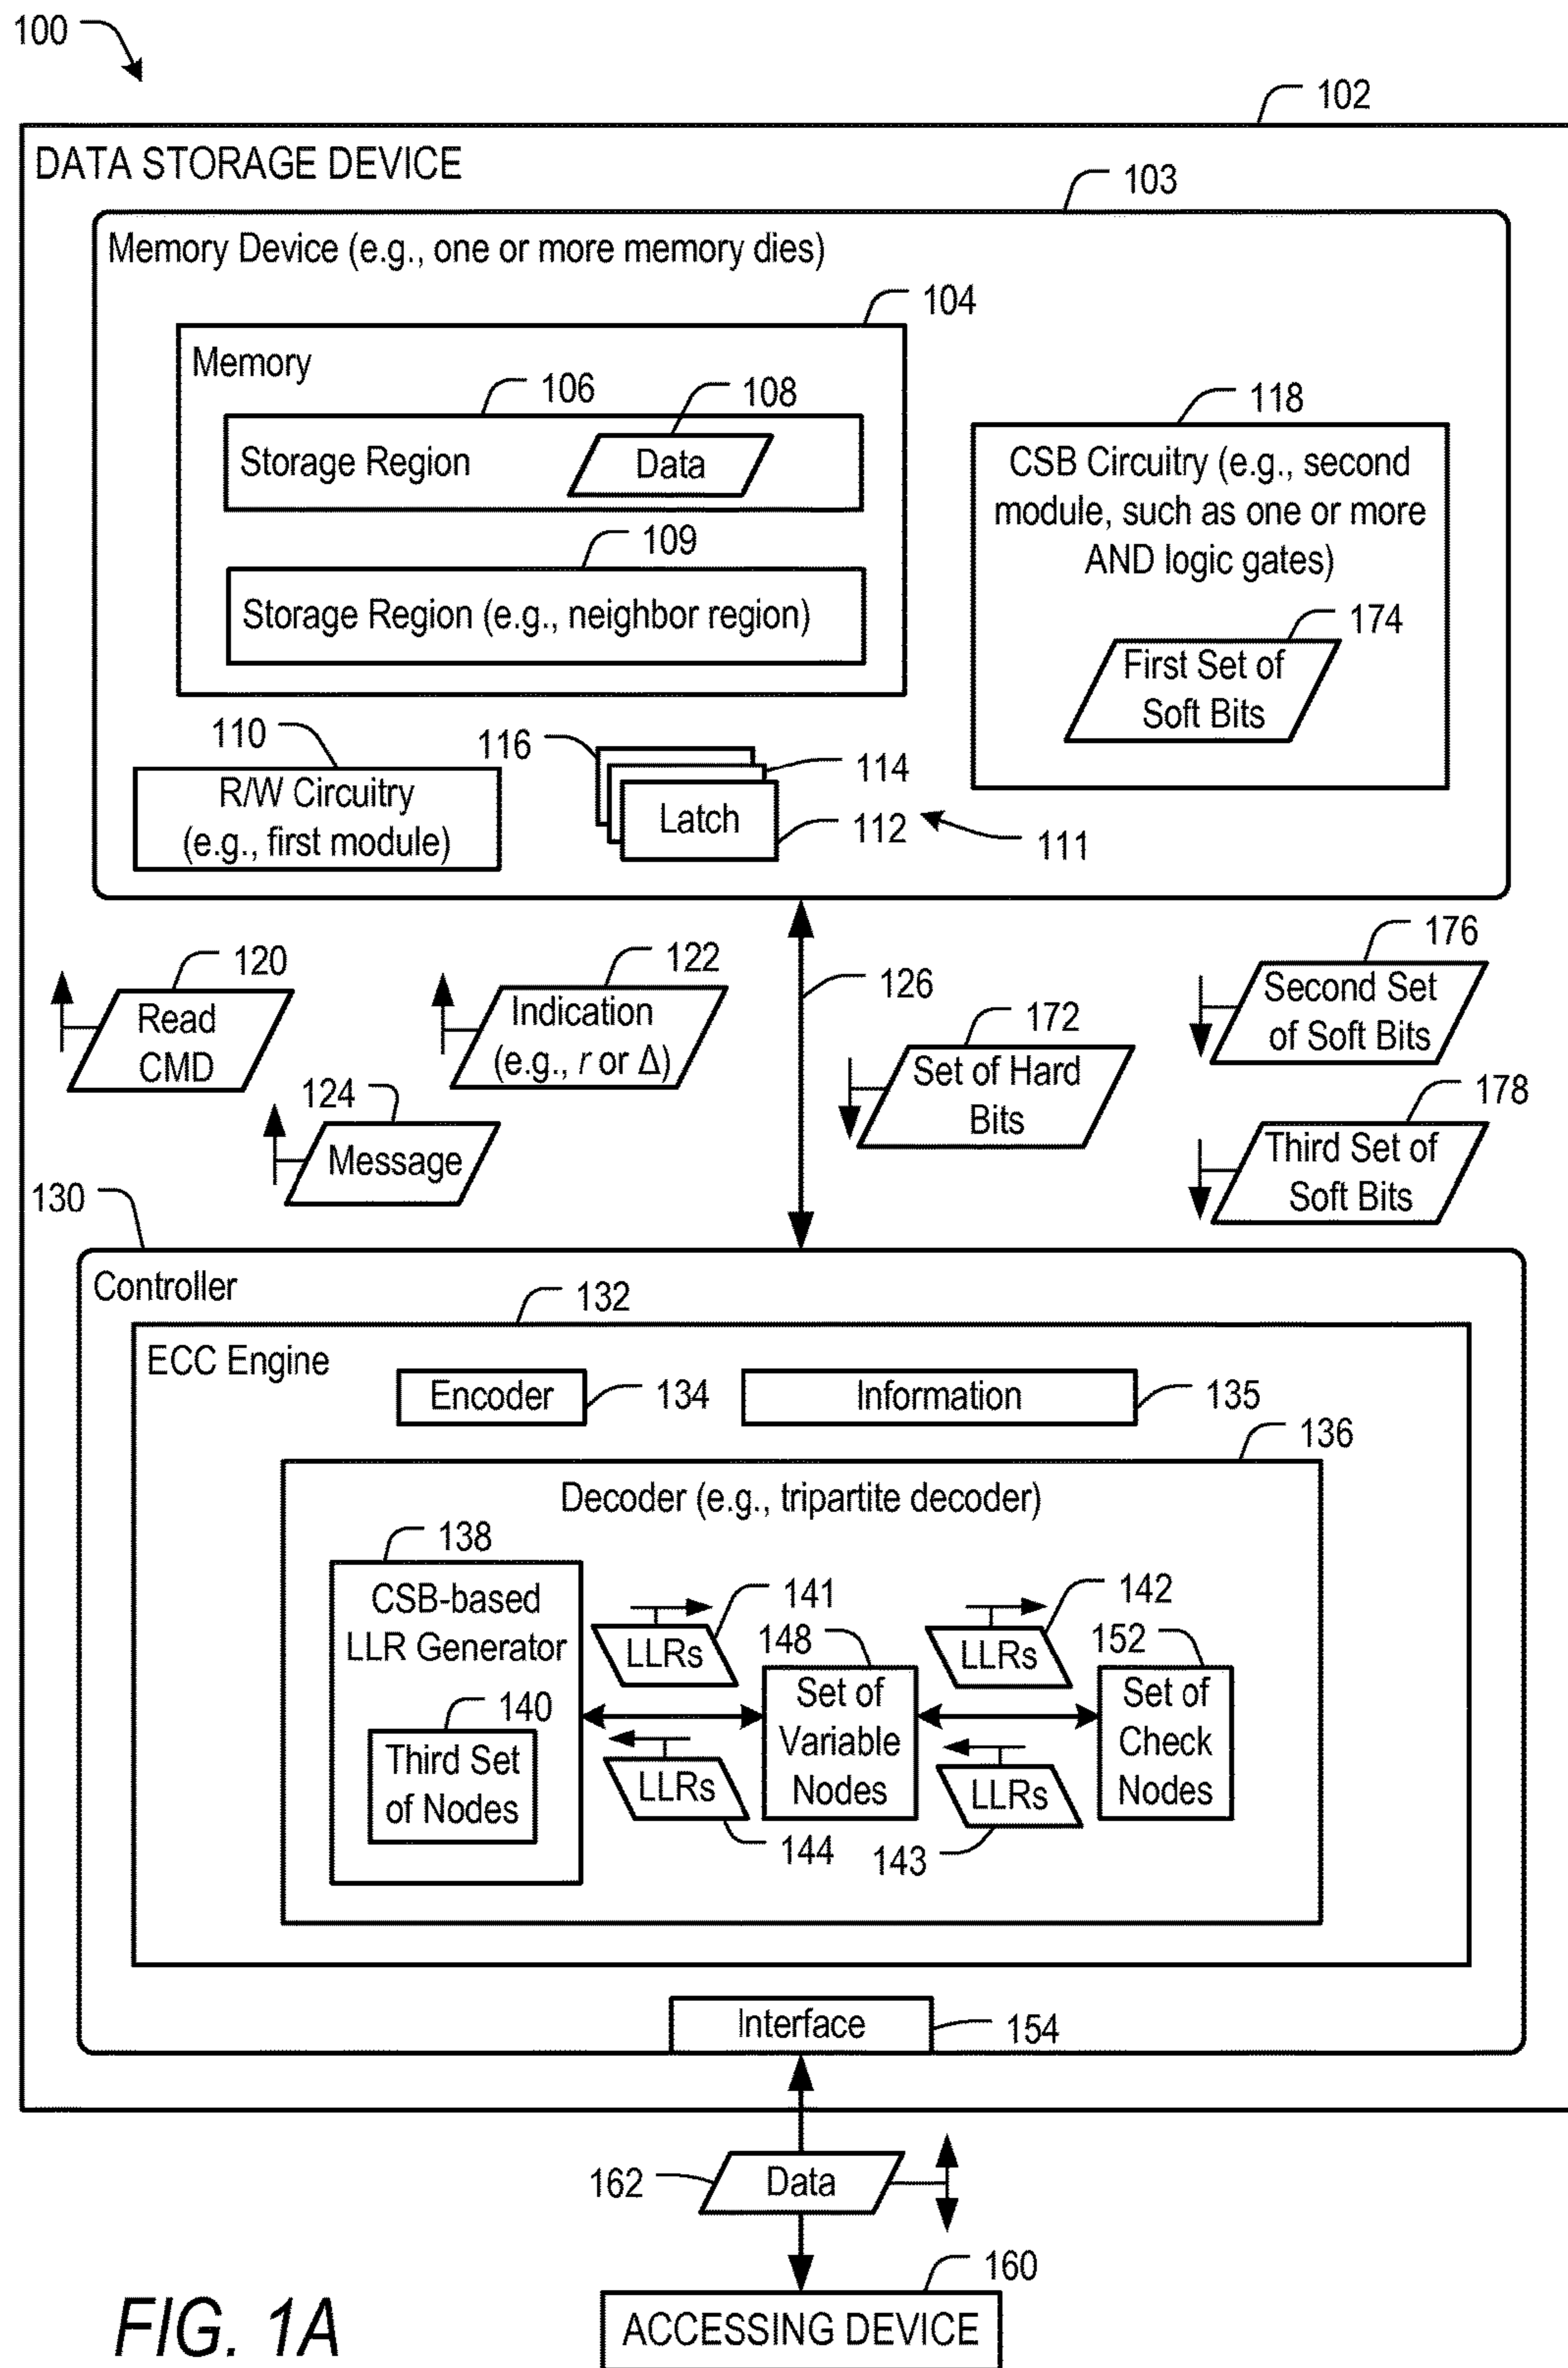 100
102
DATA STORAGE DEVICE
103
Memory Device (e.g., one or more memory dies)
104
Memory
106
108
118
Storage Region
Data
CSB Circuitry (e.g., second
module, such as one or more
AND logic gates)
109
Storage Region (e.g., neighbor region)
174
First Set of
Soft Bits
110
116
114
R/W Circuitry
(e.g., first module)
Latch
112
111
120
122
126
176
Read
CMD
Indication
(e.g., r or Δ)
172
Second Set
of Soft Bits
124
Set of Hard
Bits
178
Message
Third Set of
Soft Bits
130
Controller
132
ECC Engine
Encoder
134
Information
135
136
Decoder (e.g., tripartite decoder)
138
CSB-based
LLR Generator
141
142
LLRs
148
LLRs
152
140
Third Set
of Nodes
Set of
Variable
Nodes
Set of
Check
Nodes
LLRs
LLRs
144
143
Interface
154
162
Data
160
ACCESSING DEVICE
FIG. 1A